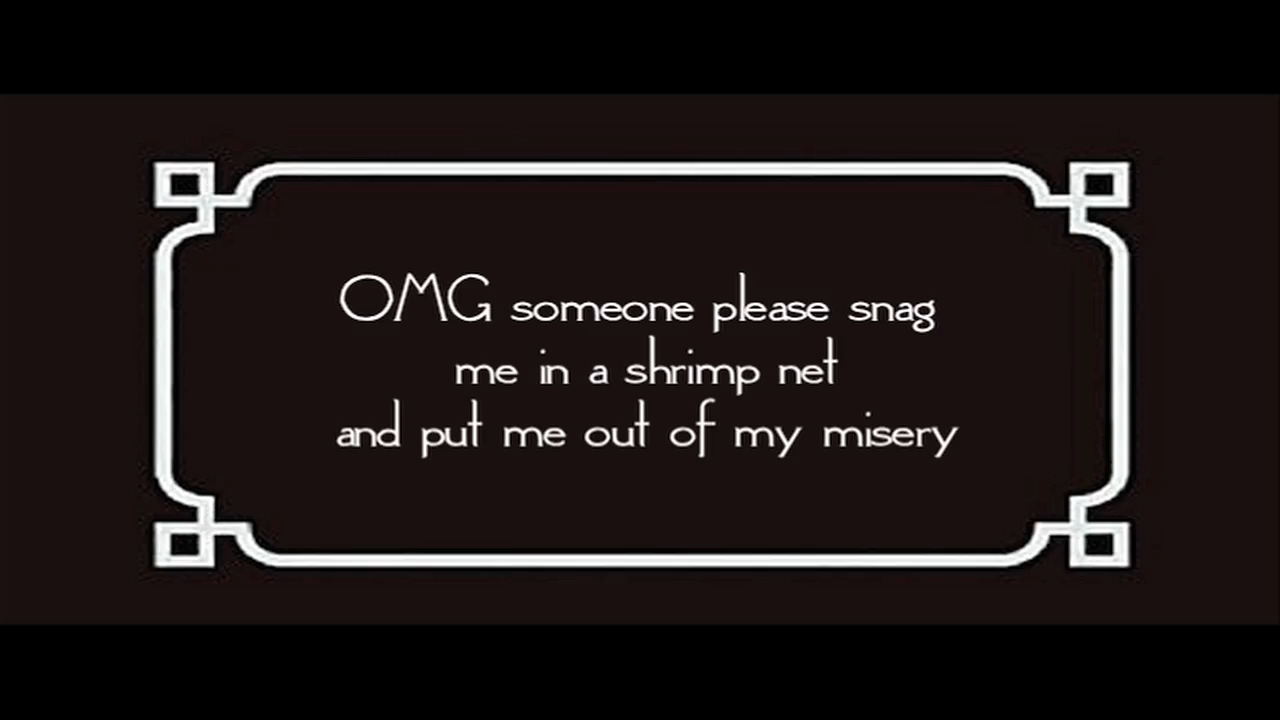 OMG someone please snag
me in a shrimp net
and put me out of my misery